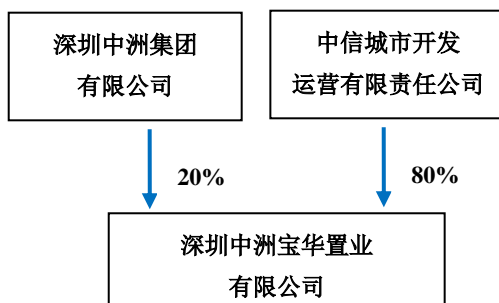 深圳中洲集团
有限公司
中信城市开发
运营有限责任公司
20%
80%
深圳中洲宝华置业
有限公司